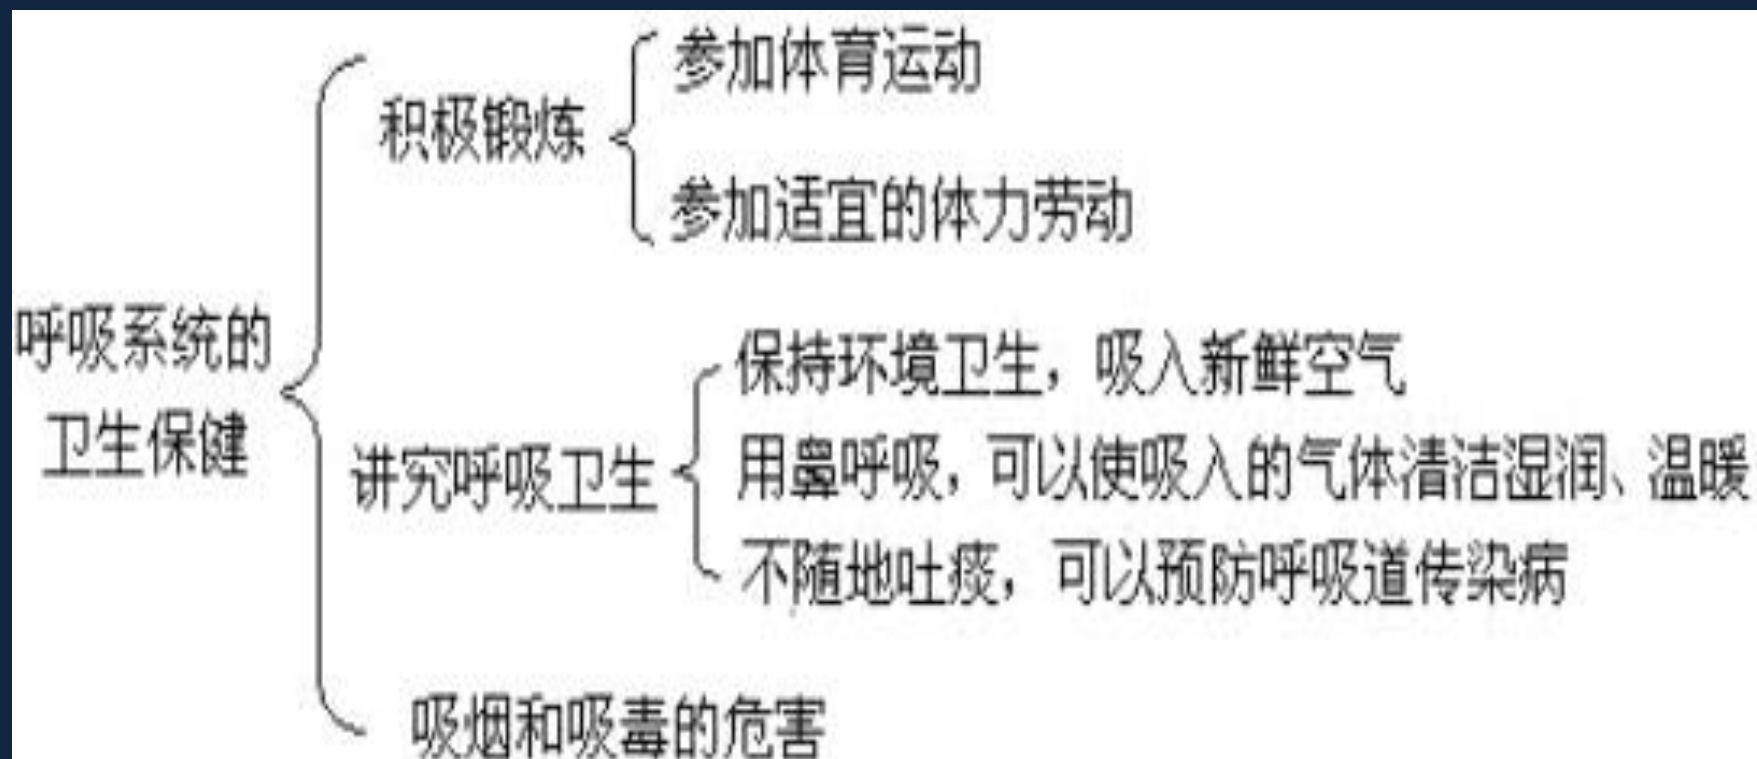 呼吸系统的
卫生保健
积极锻炼
参加体育运动
参加适宜的体力劳动
讲究呼吸卫生
保持环境卫生，吸入新鲜空气
用鼻呼吸，可以使吸入的气体清洁湿润、温暖
不随地吐痰，可以预防呼吸道传染病
吸烟和吸毒的危害